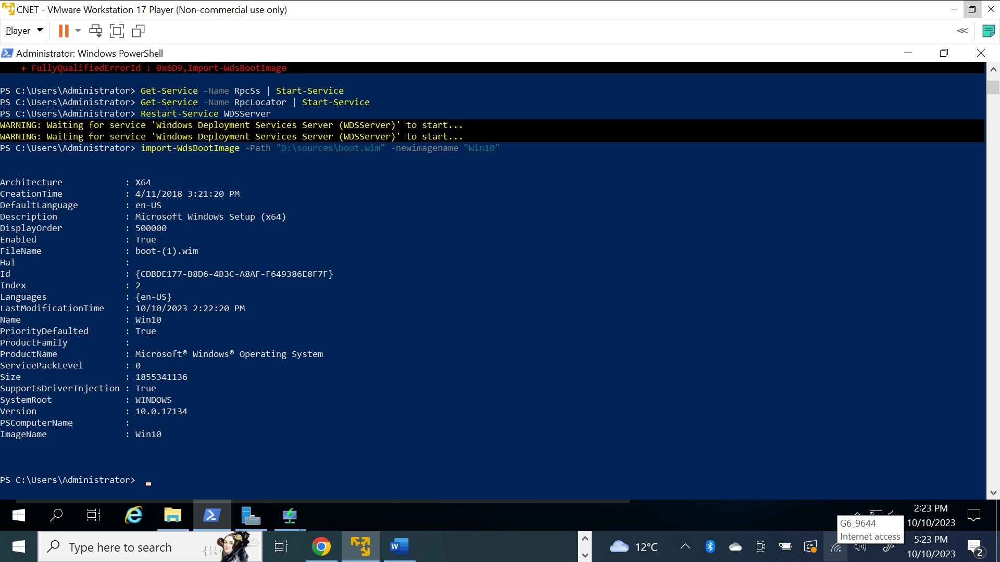 CNET - VMware Workstation 17 Player (Non-commercial use only)
Player
Administrator: Windows PowerShell
+ FullyQualifiedErrorId : 0x6D9,Import-WdsBootImage
PS C:\Users\Administrator> Get-Service -Name RpcSs | Start-Service
PS C:\Users\Administrator> Get-Service -Name RpcLocator | Start-Service
PS C:\Users\Administrator> Restart-Service WDSServer
WARNING: Waiting for service 'Windows Deployment Services Server (WDSServer)' to start...
WARNING: Waiting for service 'Windows Deployment Services Server (WDSServer)' to start...
PS C:\Users\Administrator> import-WdsBootImage -Path "D:\sources\boot.wim" -newimagename "Win10"
Architecture : X64
CreationTime : 4/11/2018 3:21:20 PM
DefaultLanguage : en-US
Description : Microsoft Windows Setup (x64)
DisplayOrder : 500000
Enabled : True
FileName : boot-(1).wim
Hal :
Id : {CDBDE177-B8D6-4B3C-A8AF-F649386E8F7F}
Index : 2
Languages : {en-US}
LastModificationTime : 10/10/2023 2:22:20 PM
Name : Win10
PriorityDefaulted : True
ProductFamily :
ProductName : Microsoft® Windows® Operating System
ServicePackLevel : 0
Size : 1855341136
SupportsDriverInjection : True
SystemRoot : WINDOWS
Version : 10.0.17134
PSComputerName :
ImageName : Win10
PS C:\Users\Administrator>
2:23 PM
10/10/2023
G6_9644
Internet access
Type here to search
12°C
5:23 PM
10/10/2023
2